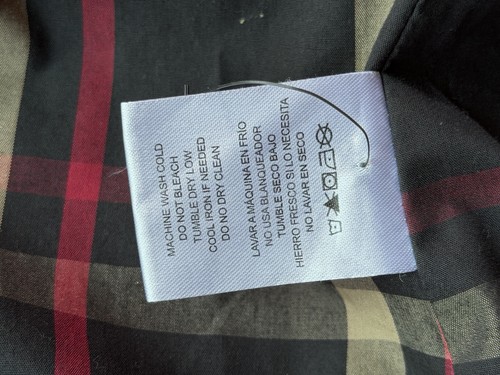 MACHINE WASH COLD
DO NOT BLEACH
TUMBLE DRY LOW
COOL IRON IF NEEDED
DO NO DRY CLEAN
LAVAR A MÁQUINA EN FRÍO
NO USA BLANQUEADOR
TUMBLE SECO BAJO
HIERRO FRESCO SI LO NECESITA
NO LAVAR EN SECO